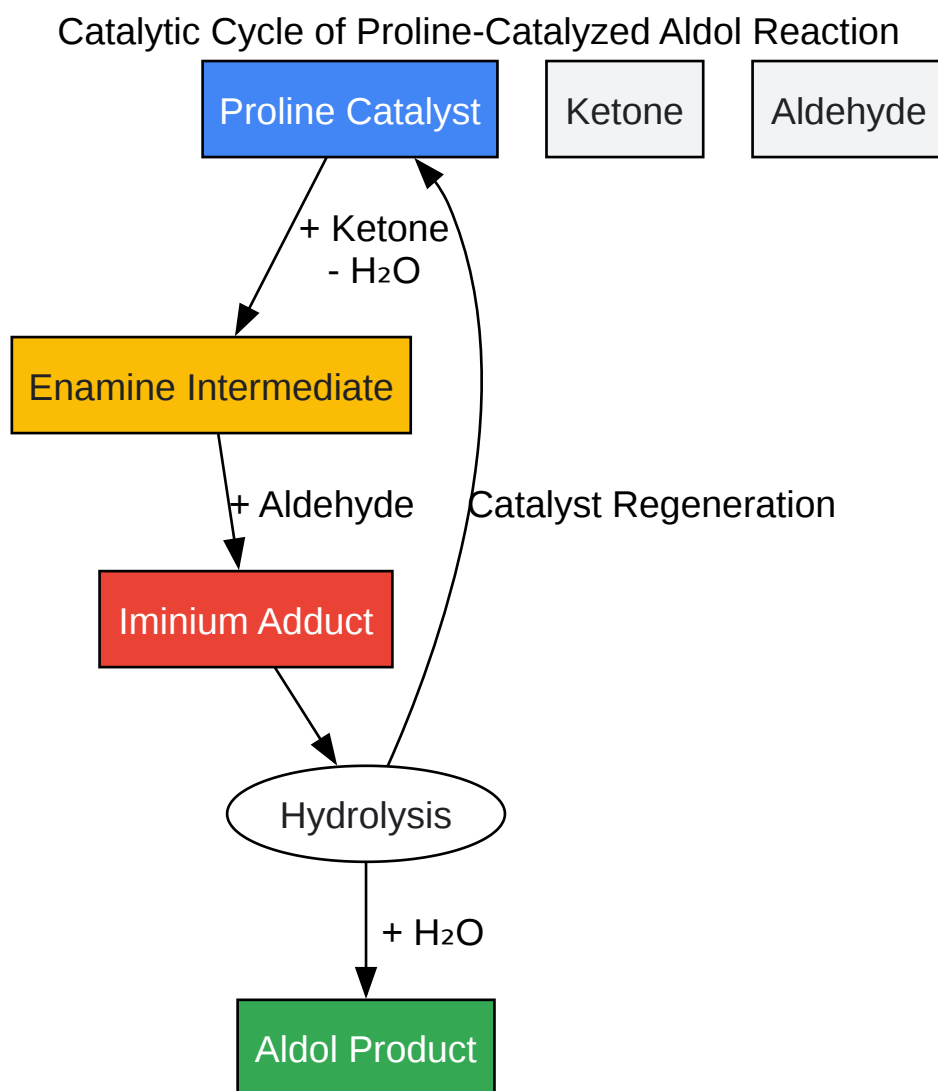 Catalytic Cycle of Proline-Catalyzed Aldol Reaction
Proline Catalyst
Ketone
Aldehyde
+ Ketone
- H₂O
Enamine Intermediate
+ Aldehyde
Catalyst Regeneration
Iminium Adduct
Hydrolysis
+ H₂O
Aldol Product